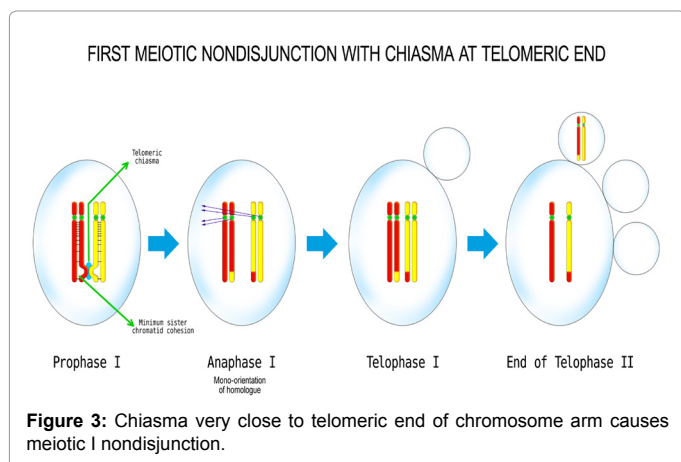 FIRST MEIOTIC NONDISJUNCTION WITH CHIASMA AT TELOMERIC END
Telomeric
chiasma
Minimum sister
chromatid cohesion
Prophase I
Anaphase I
Mono-orientation
of homologue
Telophase I
End of Telophase II
Figure 3: Chiasma very close to telomeric end of chromosome arm causes
meiotic I nondisjunction.